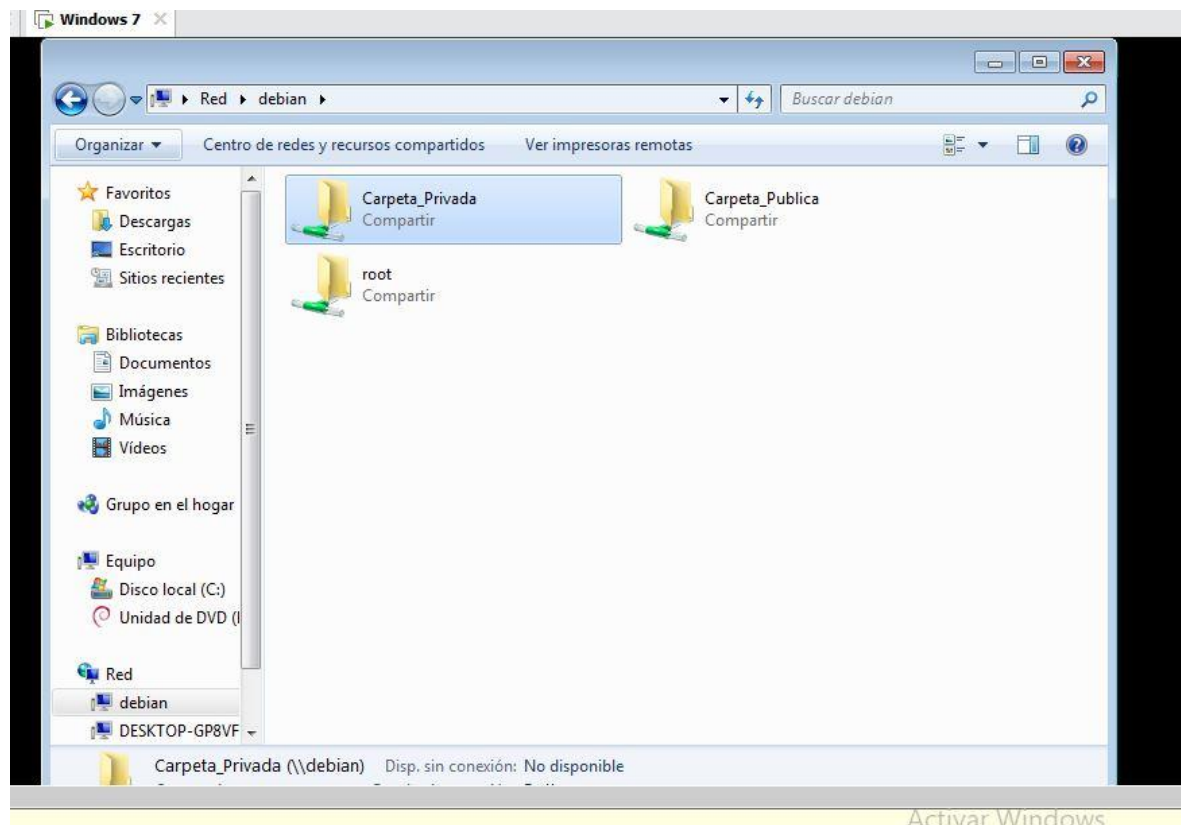 Windows 7
Red debian
Buscar debian
Organizar Centro de redes y recursos compartidos Ver impresoras remotas
Favoritos
Descargas
Escritorio
Sitios recientes
Bibliotecas
Documentos
Imágenes
Música
Vídeos
Grupo en el hogar
Equipo
Disco local (C:)
Unidad de DVD (
Red
debian
DESKTOP-GP8VF
Carpeta_Privada
Compartir
Carpeta_Publica
Compartir
root
Compartir
Carpeta_Privada (\\debian) Disp. sin conexión: No disponible
Activar Windows